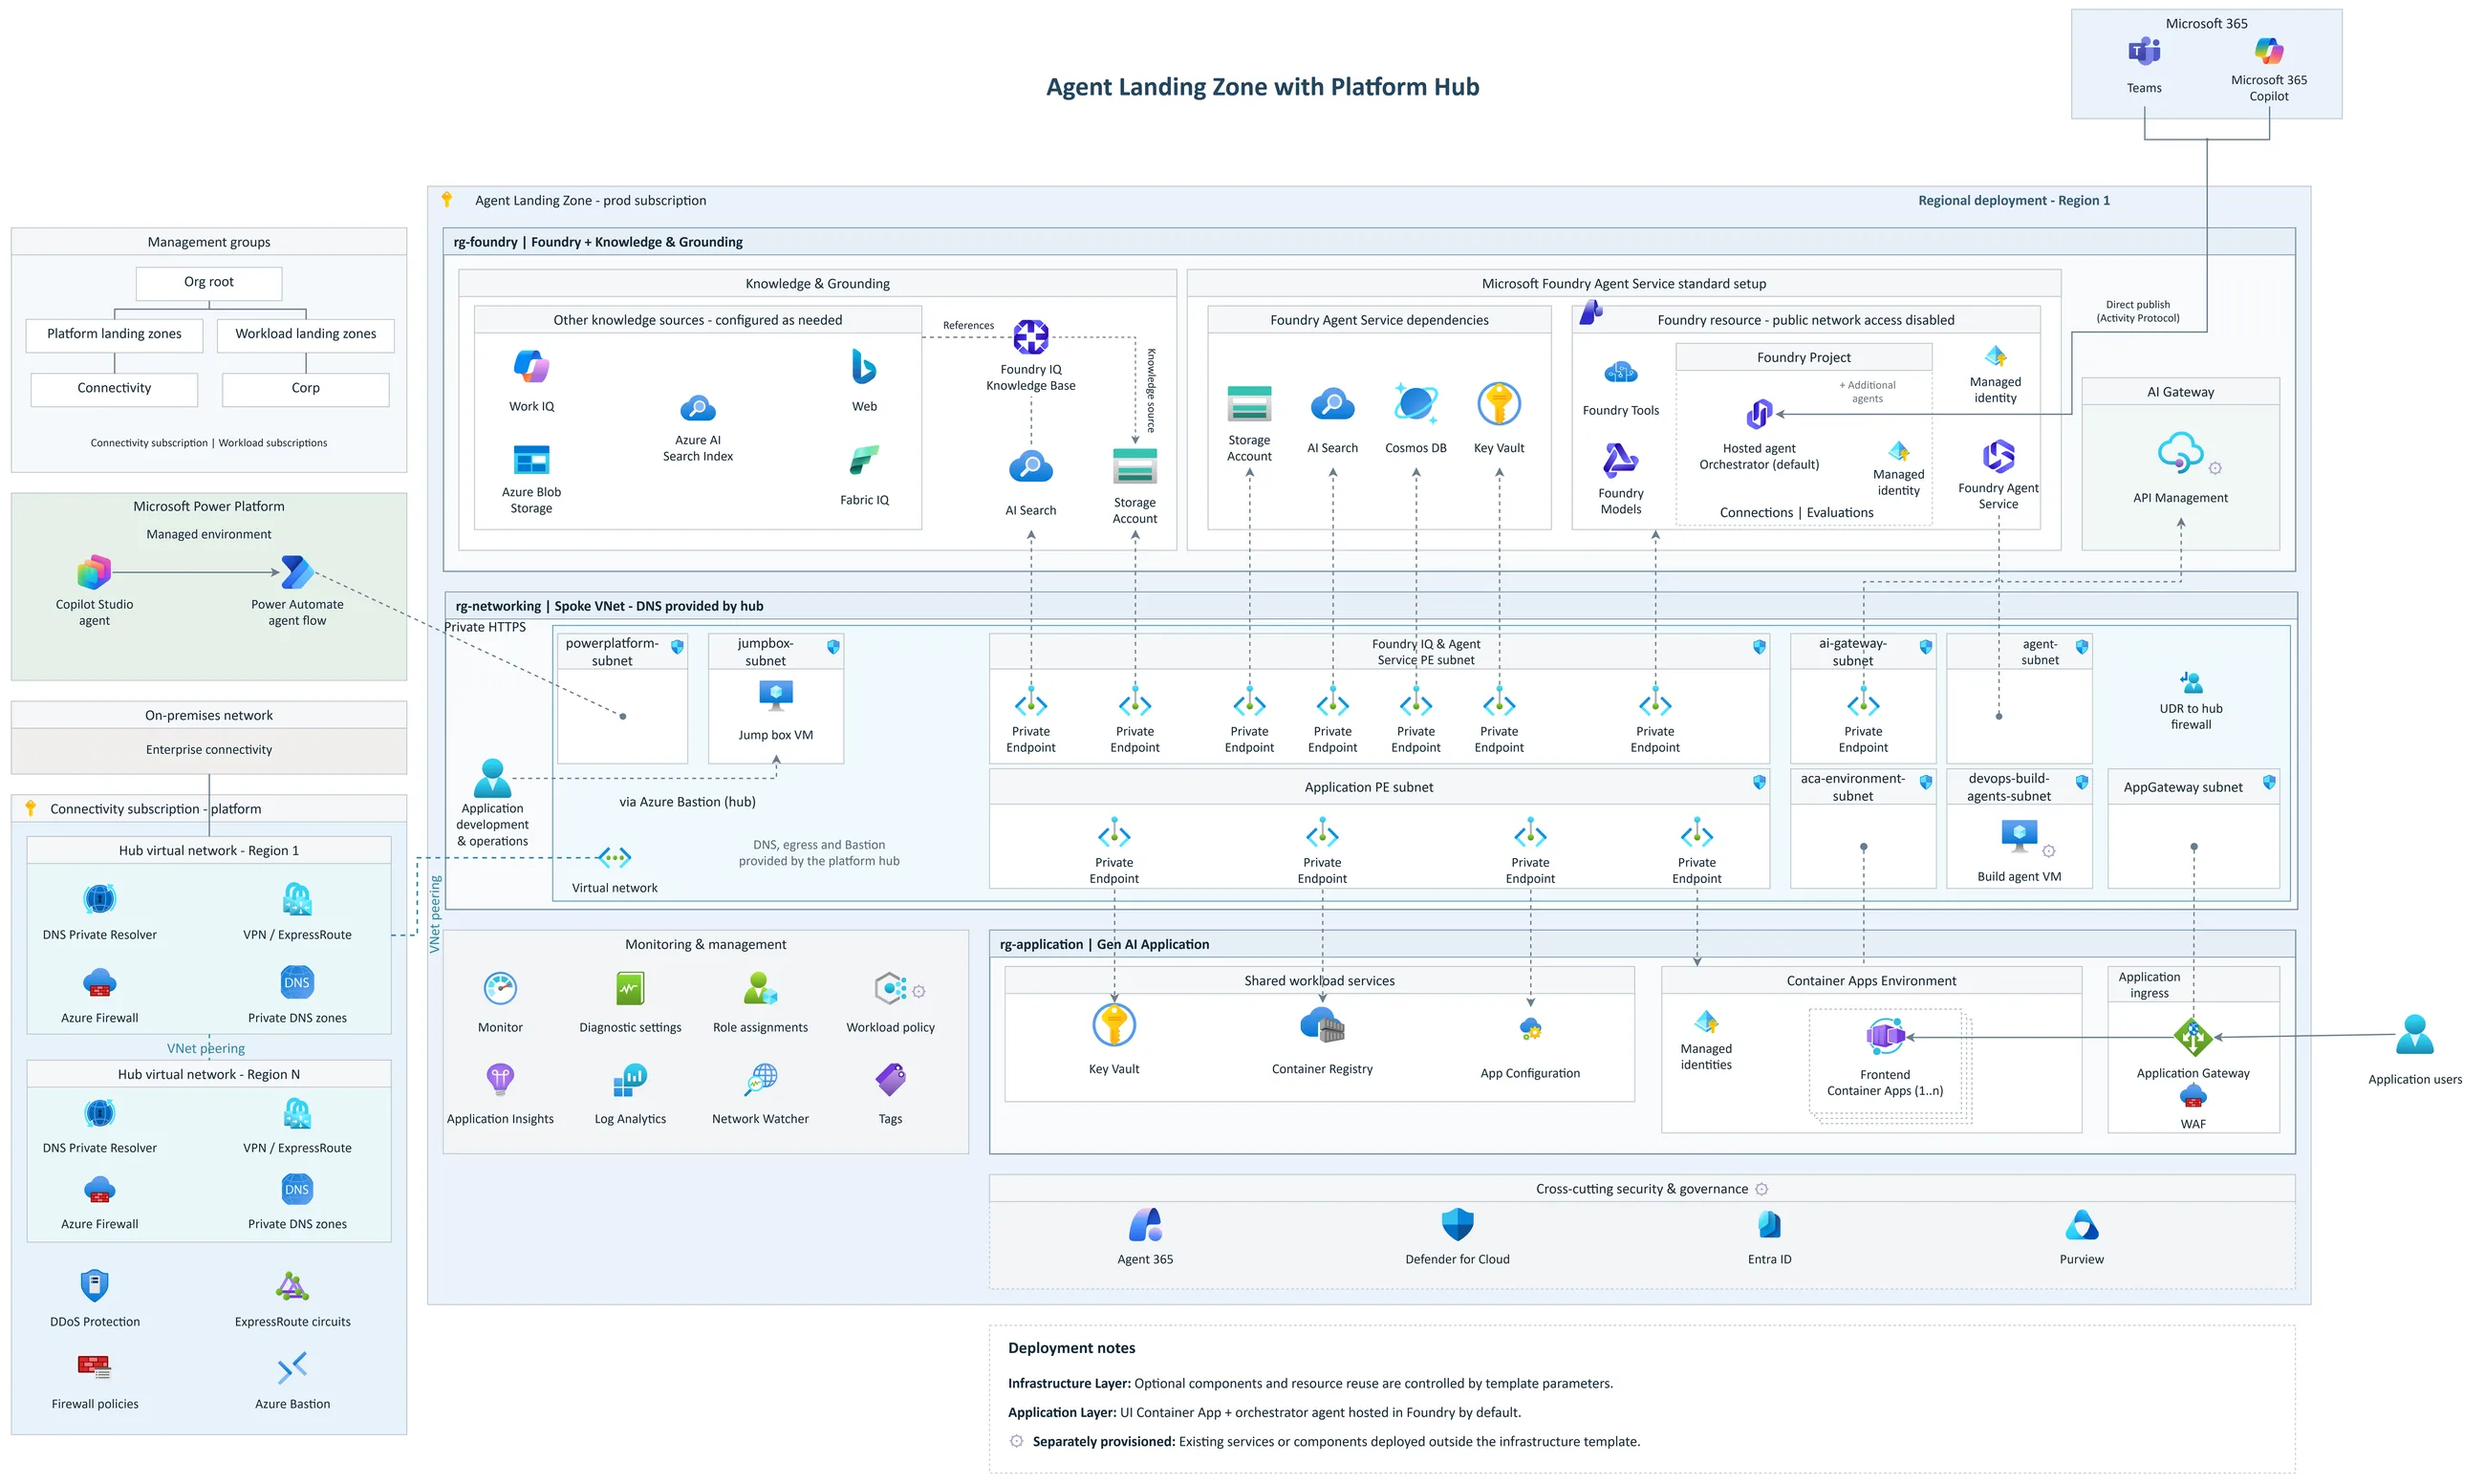 Microsoft 365
Teams
Microsoft 365
Copilot
Agent Landing Zone with Platform Hub
Agent Landing Zone - prod subscription
Regional deployment - Region 1
Management groups
Org root
Platform landing zones
Workload landing zones
Connectivity
Corp
Connectivity subscription | Workload subscriptions
Microsoft Power Platform
Managed environment
Copilot Studio
agent
Power Automate
agent flow
On-premises network
Enterprise connectivity
Connectivity subscription - platform
Hub virtual network - Region 1
DNS Private Resolver
VPN / ExpressRoute
Azure Firewall
DNS
Private DNS zones
VNet peering
Hub virtual network - Region N
DNS Private Resolver
VPN / ExpressRoute
Azure Firewall
DNS
Private DNS zones
DDoS Protection
ExpressRoute circuits
Firewall policies
Azure Bastion
rg-foundry | Foundry + Knowledge & Grounding
Knowledge & Grounding
Other knowledge sources - configured as needed
Work IQ
Azure AI
Search Index
Web
Azure Blob
Storage
Fabric IQ
References
Foundry IQ
Knowledge Base
Knowledge source
AI Search
Storage
Account
Microsoft Foundry Agent Service standard setup
Foundry Agent Service dependencies
Storage
Account
AI Search
Cosmos DB
Key Vault
Foundry resource - public network access disabled
Foundry Tools
Foundry
Models
Foundry Project
+ Additional
agents
Hosted agent
Orchestrator (default)
Managed
identity
Connections | Evaluations
Managed
identity
Foundry Agent
Service
Direct publish
(Activity Protocol)
AI Gateway
API Management
rg-networking | Spoke VNet - DNS provided by hub
Private HTTPS
powerplatform-
subnet
jumpbox-
subnet
Jump box VM
Application
development
& operations
via Azure Bastion (hub)
DNS, egress and Bastion
provided by the platform hub
Virtual network
VNet peering
Foundry IQ & Agent
Service PE subnet
Private
Endpoint
Private
Endpoint
Private
Endpoint
Private
Endpoint
Private
Endpoint
Private
Endpoint
Private
Endpoint
ai-gateway-
subnet
Private
Endpoint
agent-
subnet
UDR to hub
firewall
Application PE subnet
Private
Endpoint
Private
Endpoint
Private
Endpoint
Private
Endpoint
aca-environment-
subnet
devops-build-
agents-subnet
Build agent VM
AppGateway subnet
Monitoring & management
Monitor
Diagnostic settings
Role assignments
Workload policy
Application Insights
Log Analytics
Network Watcher
Tags
rg-application | Gen AI Application
Shared workload services
Key Vault
Container Registry
App Configuration
Container Apps Environment
Managed
identities
Frontend
Container Apps (1..n)
Application
ingress
Application Gateway
WAF
Application users
Cross-cutting security & governance
Agent 365
Defender for Cloud
Entra ID
Purview
Deployment notes
Infrastructure Layer: Optional components and resource reuse are controlled by template parameters.
Application Layer: UI Container App + orchestrator agent hosted in Foundry by default.
Separately provisioned: Existing services or components deployed outside the infrastructure template.